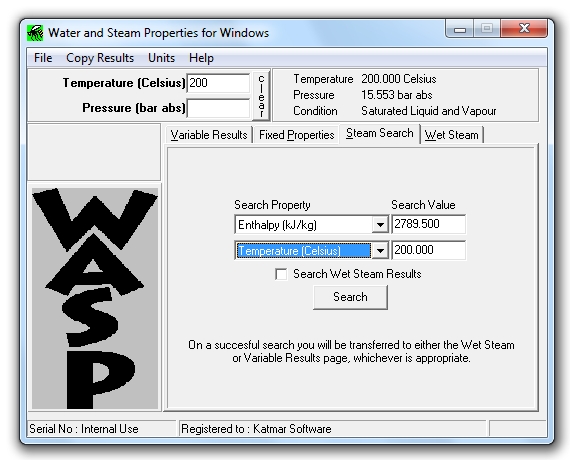 Water and Steam Properties for Windows
File Copy Results Units Help
Temperature (Celsius) 200
Pressure (bar abs)
clear
Temperature 200.000 Celsius
Pressure 15.553 bar abs
Condition Saturated Liquid and Vapour
Variable Results Fixed Properties Steam Search Wet Steam
WASP
Search Property Search Value
Enthalpy (kJ/kg) 2789.500
Temperature (Celsius) 200.000
Search Wet Steam Results
Search
On a succesful search you will be transferred to either the Wet Steam
or Variable Results page, whichever is appropriate.
Serial No : Internal Use Registered to : Katmar Software